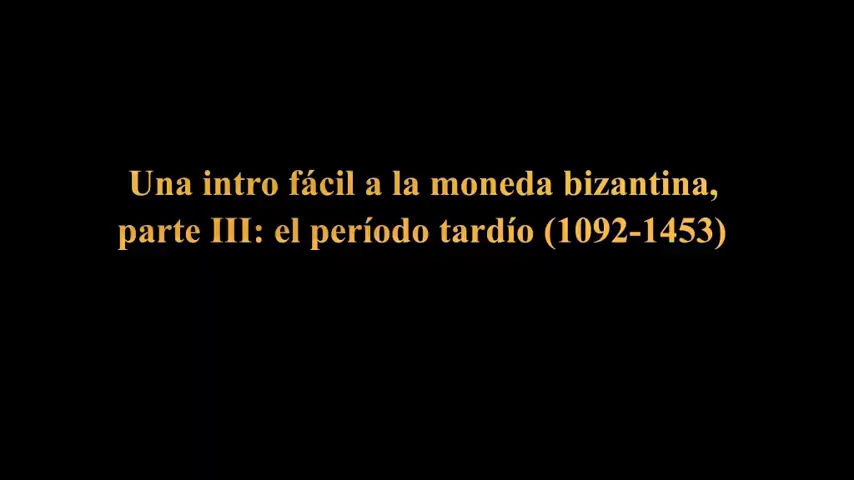 Una intro fácil a la moneda bizantina,
parte III: el período tardío (1092-1453)